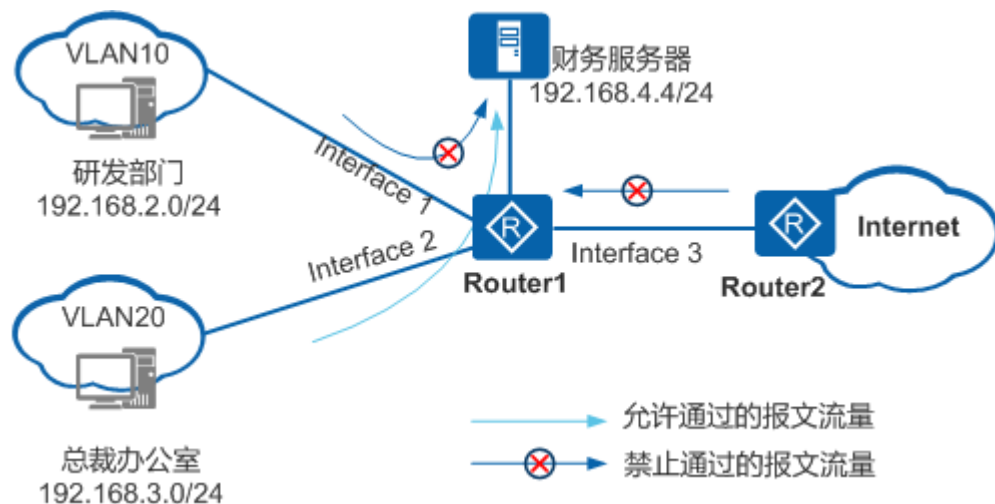 VLAN10
研发部门
192.168.2.0/24
财务服务器
192.168.4.4/24
Interface 1
Interface 2
R
Router1
Interface 3
R
Router2
Internet
VLAN20
总裁办公室
192.168.3.0/24
允许通过的报文流量
禁止通过的报文流量